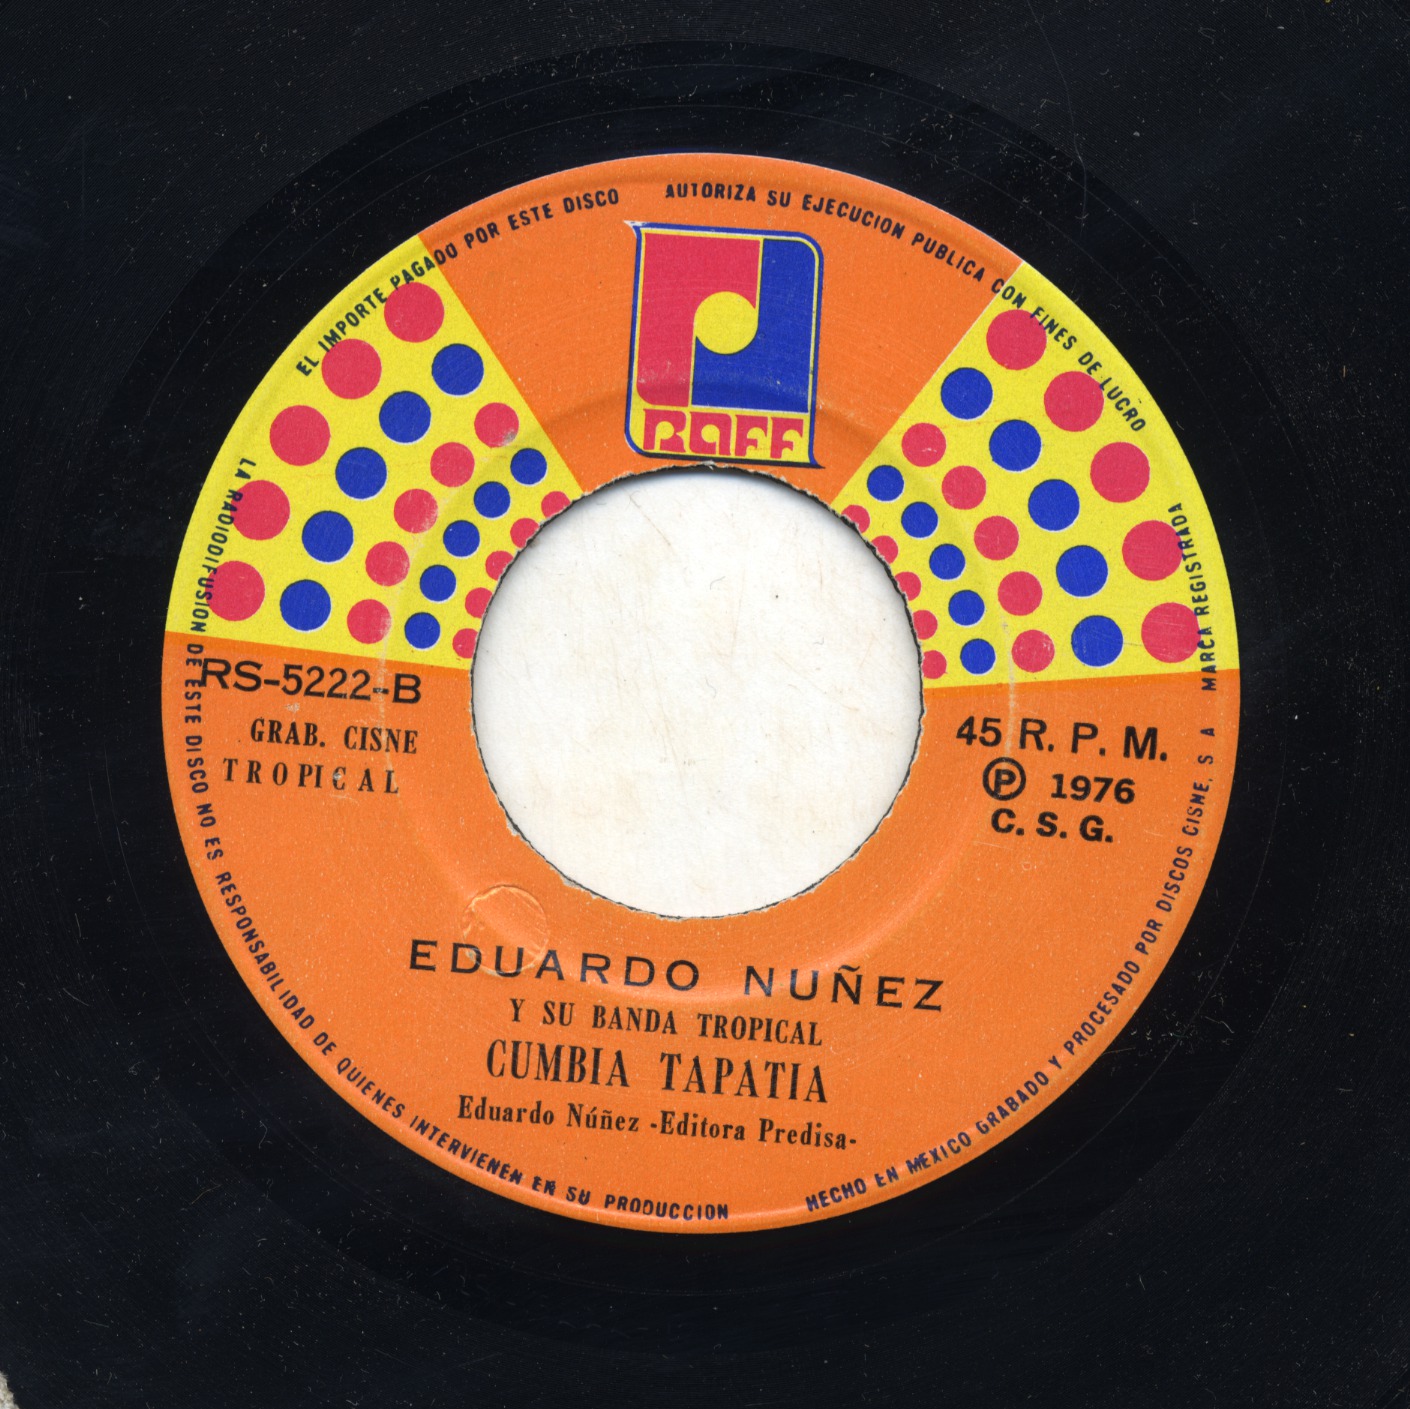 EL IMPORTE PAGADO POR ESTE DISCO AUTORIZA SU EJECUCION PUBLICA CON FINES DE LUCRO
RAFF
RS-5222-B
GRAB. CISNE
TROPICAL
45 R. P. M.
Ⓟ 1976
C. S. G.
EDUARDO NUÑEZ
Y SU BANDA TROPICAL
CUMBIA TAPATIA
Eduardo Núñez -Editora Predisa-
LA RADIODIFUSION DE ESTE DISCO NO ES RESPONSABILIDAD DE QUIENES INTERVIENEN EN SU PRODUCCION
HECHO EN MEXICO GRABADO Y PROCESADO POR DISCOS CISNE, S A MARCA REGISTRADA